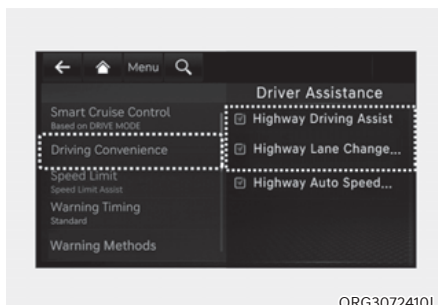 Menu
Driver Assistance
Smart Cruise Control
Based on DRIVE MODE
Driving Convenience
Speed Limit
Speed Limit Assist
Warning Timing
Standard
Warning Methods
Highway Driving Assist
Highway Lane Change...
Highway Auto Speed...